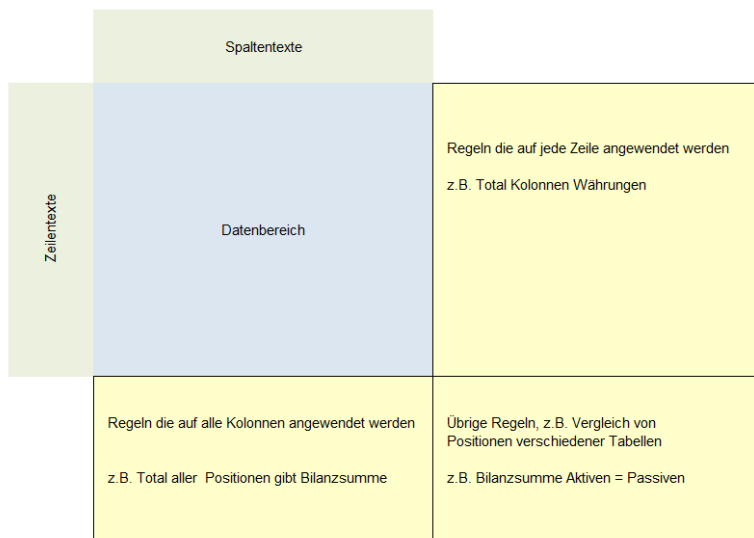 Spaltentexte
Zeilentexte
Datenbereich
Regeln die auf jede Zeile angewendet werden
z.B. Total Kolonnen Währungen
Regeln die auf alle Kolonnen angewendet werden
z.B. Total aller  Positionen gibt Bilanzsumme
Übrige Regeln, z.B. Vergleich von
Positionen verschiedener Tabellen
z.B. Bilanzsumme Aktiven = Passiven